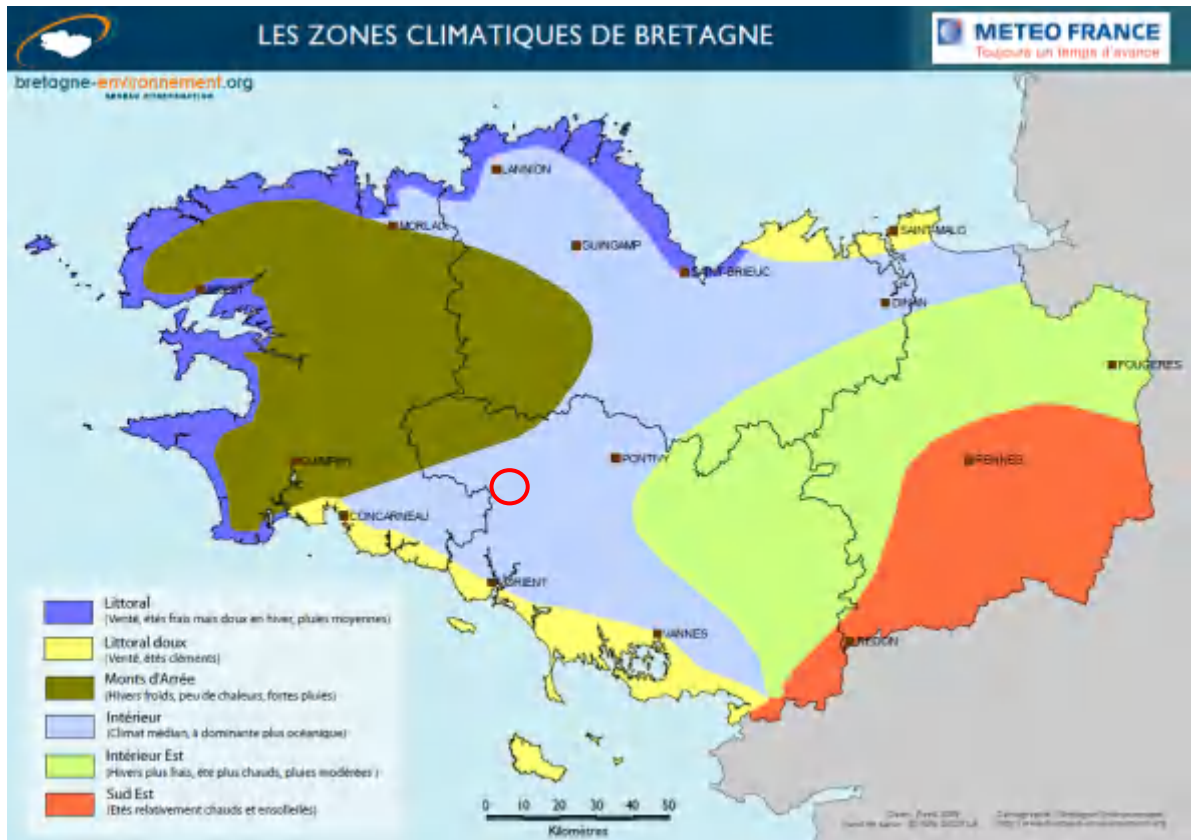 LES ZONES CLIMATIQUES DE BRETAGNE
METEO FRANCE
Toujours un temps d'avance
bretagne-environnement.org
LANNION
MORLAIX
SAINT-MALO
GUINGAMP
SAINT-BRIEUC
BREST
DINAN
FOUGERES
PONTIVY
QUIMPER
RENNES
CONCARNEAU
LORIENT
VANNES
REDON
Littoral
(Venté, étés frais mais doux en hiver, pluies moyennes)
Littoral doux
(Venté, étés cléments)
Monts d'Arrée
(Hivers froids, peu de chaleurs, fortes pluies)
Intérieur
(Climat médian, à dominante plus océanique)
Intérieur Est
(Hivers plus frais, été plus chauds, pluies modérées )
Sud Est
(Etés relativement chauds et ensoleillés)
0 10 20 30 40 50
Kilomètres